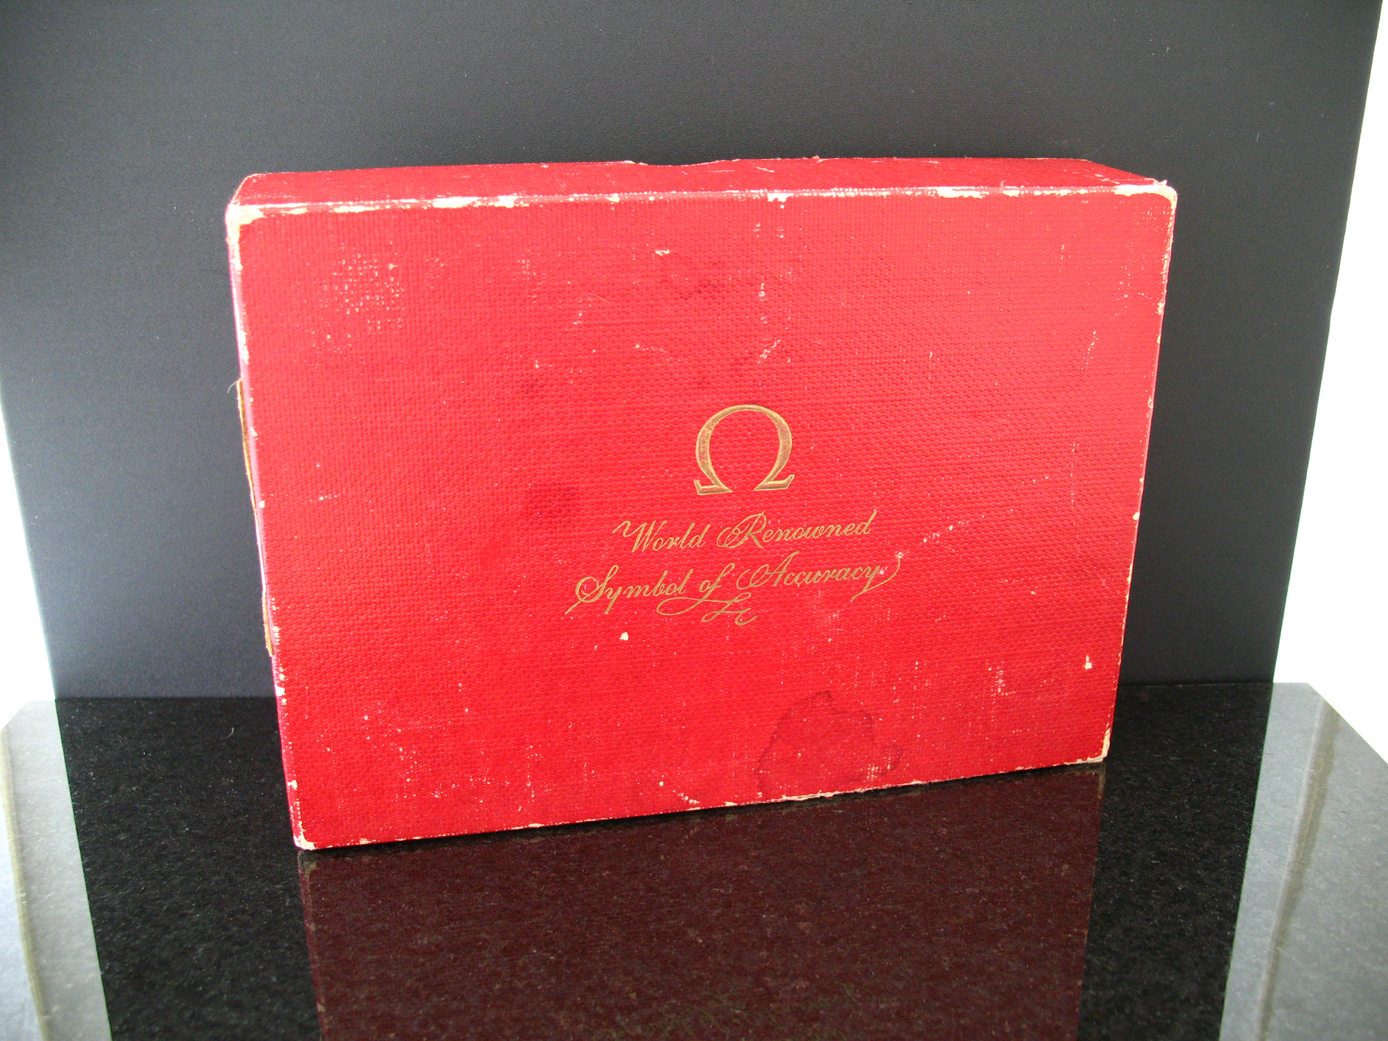 Ω
World Renowned
Symbol of Accuracy